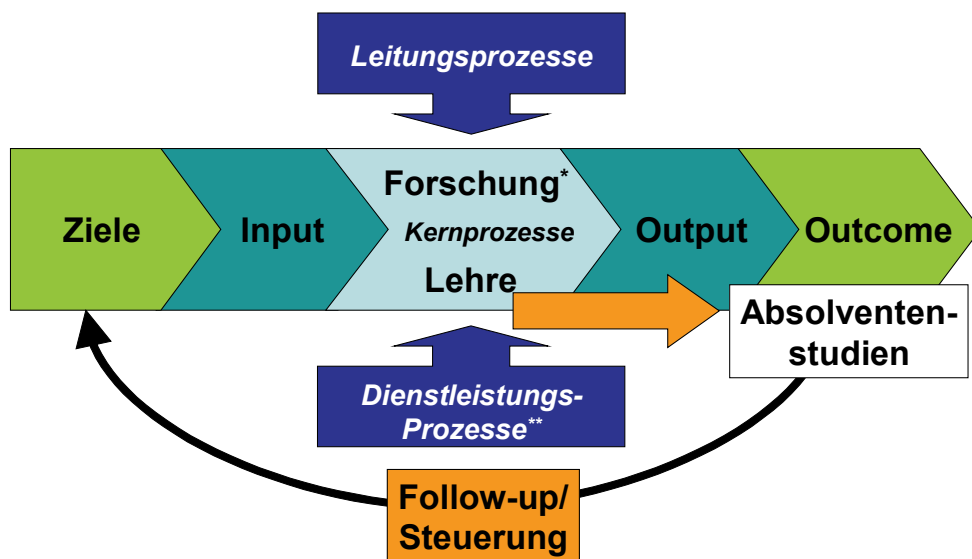 Leitungsprozesse
Forschung*
Ziele
Input
Kernprozesse
Output
Outcome
Lehre
Absolventen-
studien
Dienstleistungs-
Prozesse**
Follow-up/
Steuerung